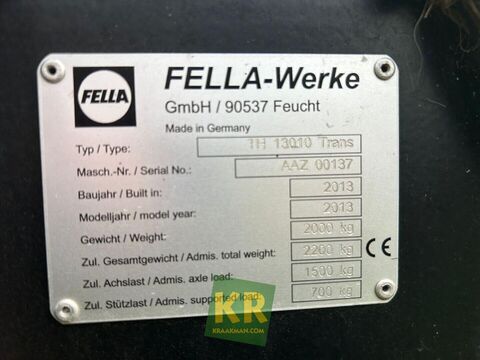 FELLA
FELLA-Werke
GmbH / 90537 Feucht
Made in Germany
Typ / Type: TH 13010 Trans
Masch.-Nr. / Serial No.: AAZ 00137
Baujahr / Built in: 2013
Modelljahr / model year: 2013
Gewicht / Weight: 2000 kg
Zul. Gesamtgewicht / Admis. total weight: 2200 kg
Zul. Achslast / Admis. axle load: 1500 kg
Zul. Stützlast / Admis. supported load: 700 kg
CE
KR
KRAAKMAN.COM